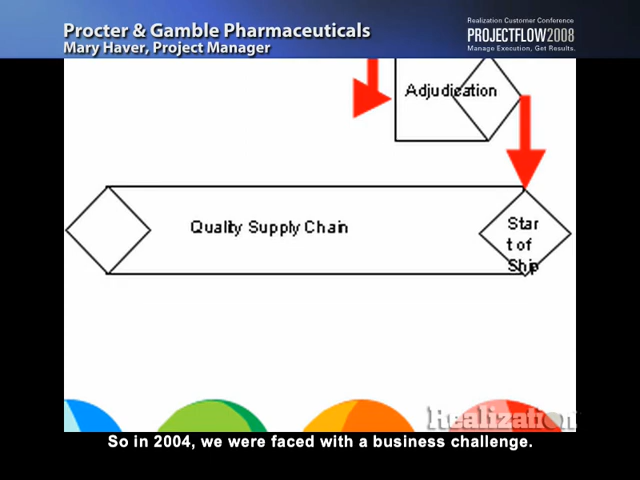 Procter & Gamble Pharmaceuticals
Mary Haver, Project Manager
Realization Customer Conference
PROJECTFLOW2008
Manage Execution, Get Results.
Adjudication
Quality Supply Chain
Star
t of
Ship
Realization
So in 2004, we were faced with a business challenge.